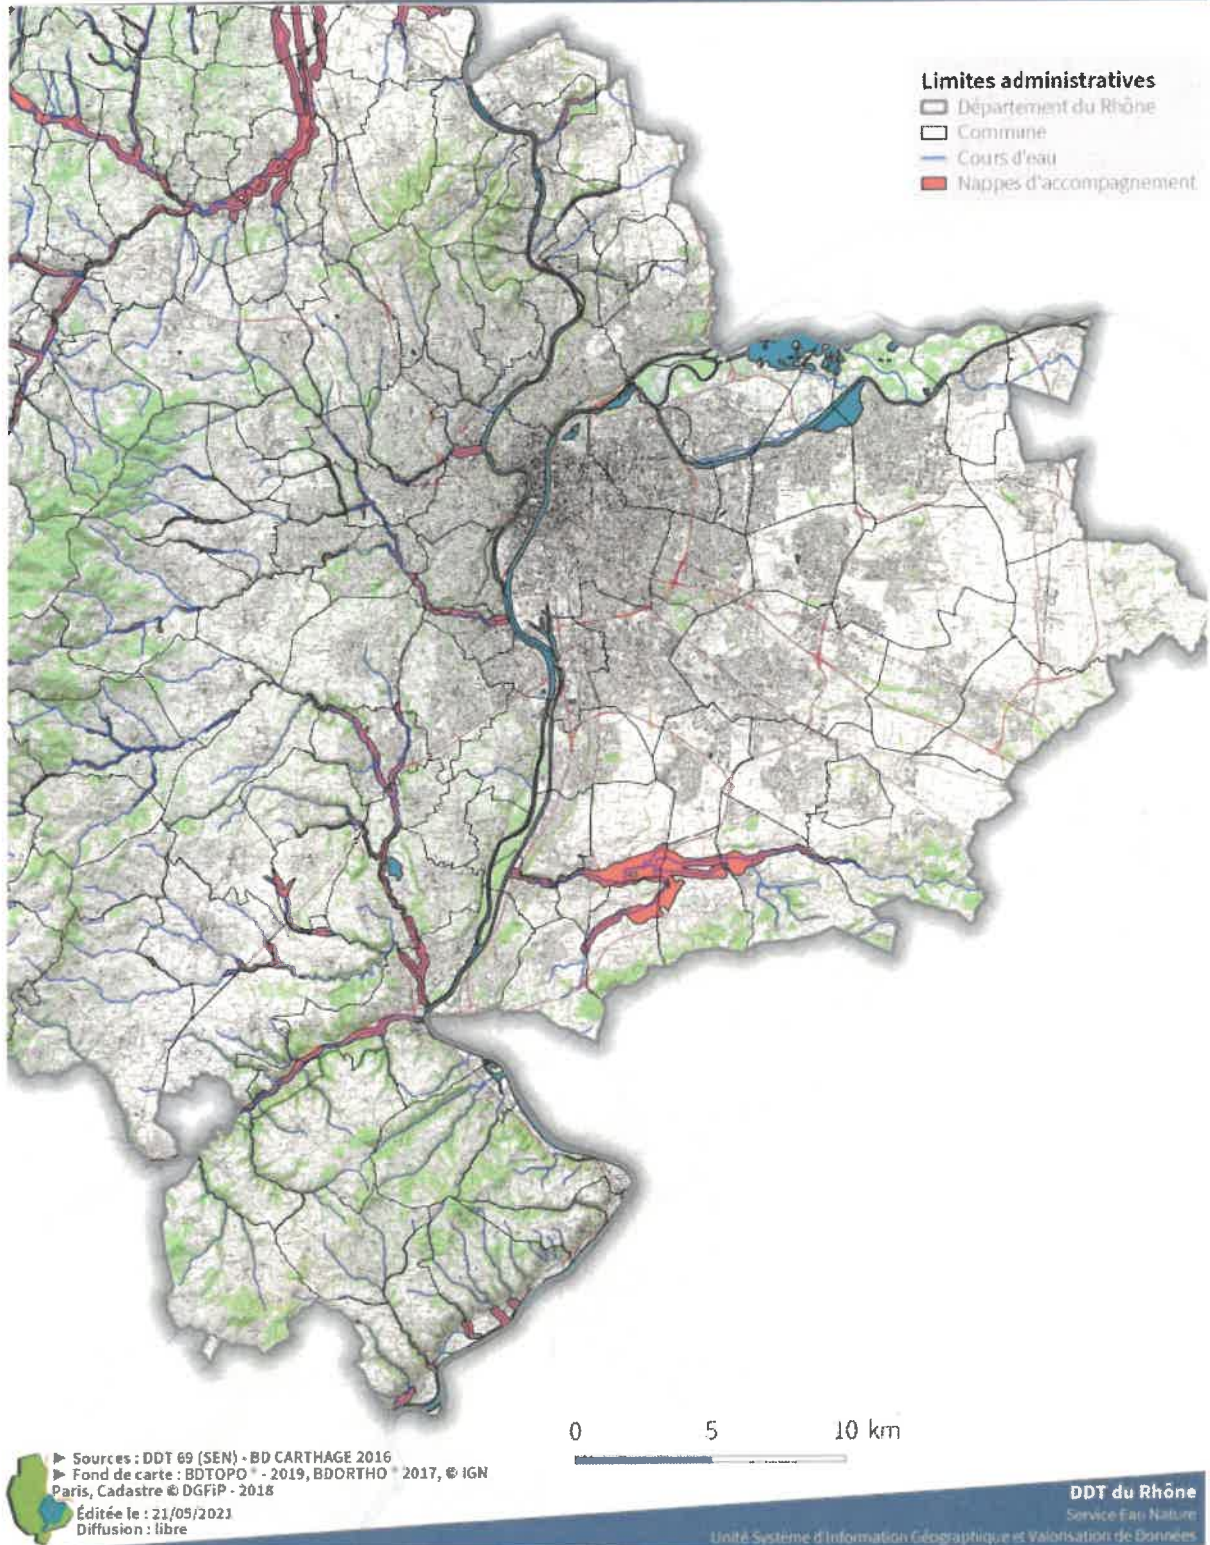 Limites administratives
Département du Rhône
Commune
Cours d'eau
Nappes d'accompagnement
0 5 10 km
► Sources : DDT 69 (SEN) - BD CARTHAGE 2016
► Fond de carte : BDTOPO ® - 2019, BDORTHO ® 2017, © IGN
Paris, Cadastre © DGFiP - 2018
Éditée le : 21/05/2021
Diffusion : libre
DDT du Rhône
Service Eau Nature
Unité Système d'Information Géographique et Valorisation de Données